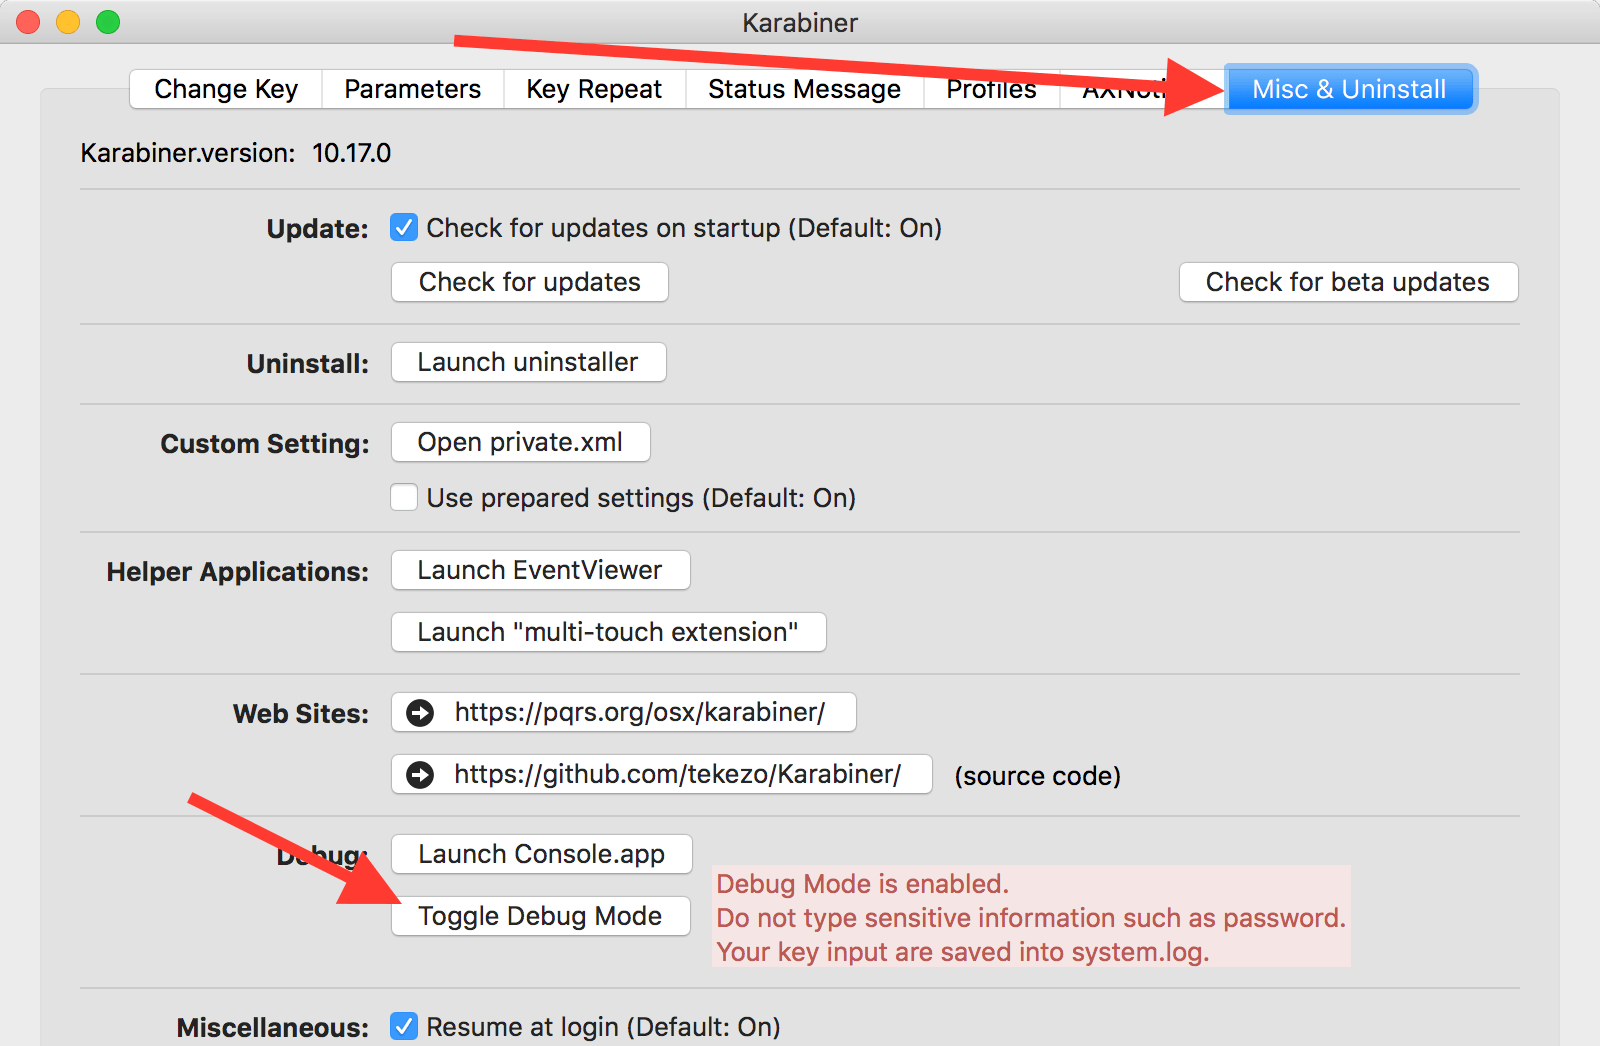 Karabiner
Change Key Parameters Key Repeat Status Message Profiles Misc & Uninstall
Karabiner.version: 10.17.0
Update: Check for updates on startup (Default: On)
Check for updates Check for beta updates
Uninstall: Launch uninstaller
Custom Setting: Open private.xml
Use prepared settings (Default: On)
Helper Applications: Launch EventViewer
Launch "multi-touch extension"
Web Sites: https://pqrs.org/osx/karabiner/
https://github.com/tekezo/Karabiner/ (source code)
Debug: Launch Console.app
Toggle Debug Mode
Debug Mode is enabled.
Do not type sensitive information such as password.
Your key input are saved into system.log.
Miscellaneous: Resume at login (Default: On)